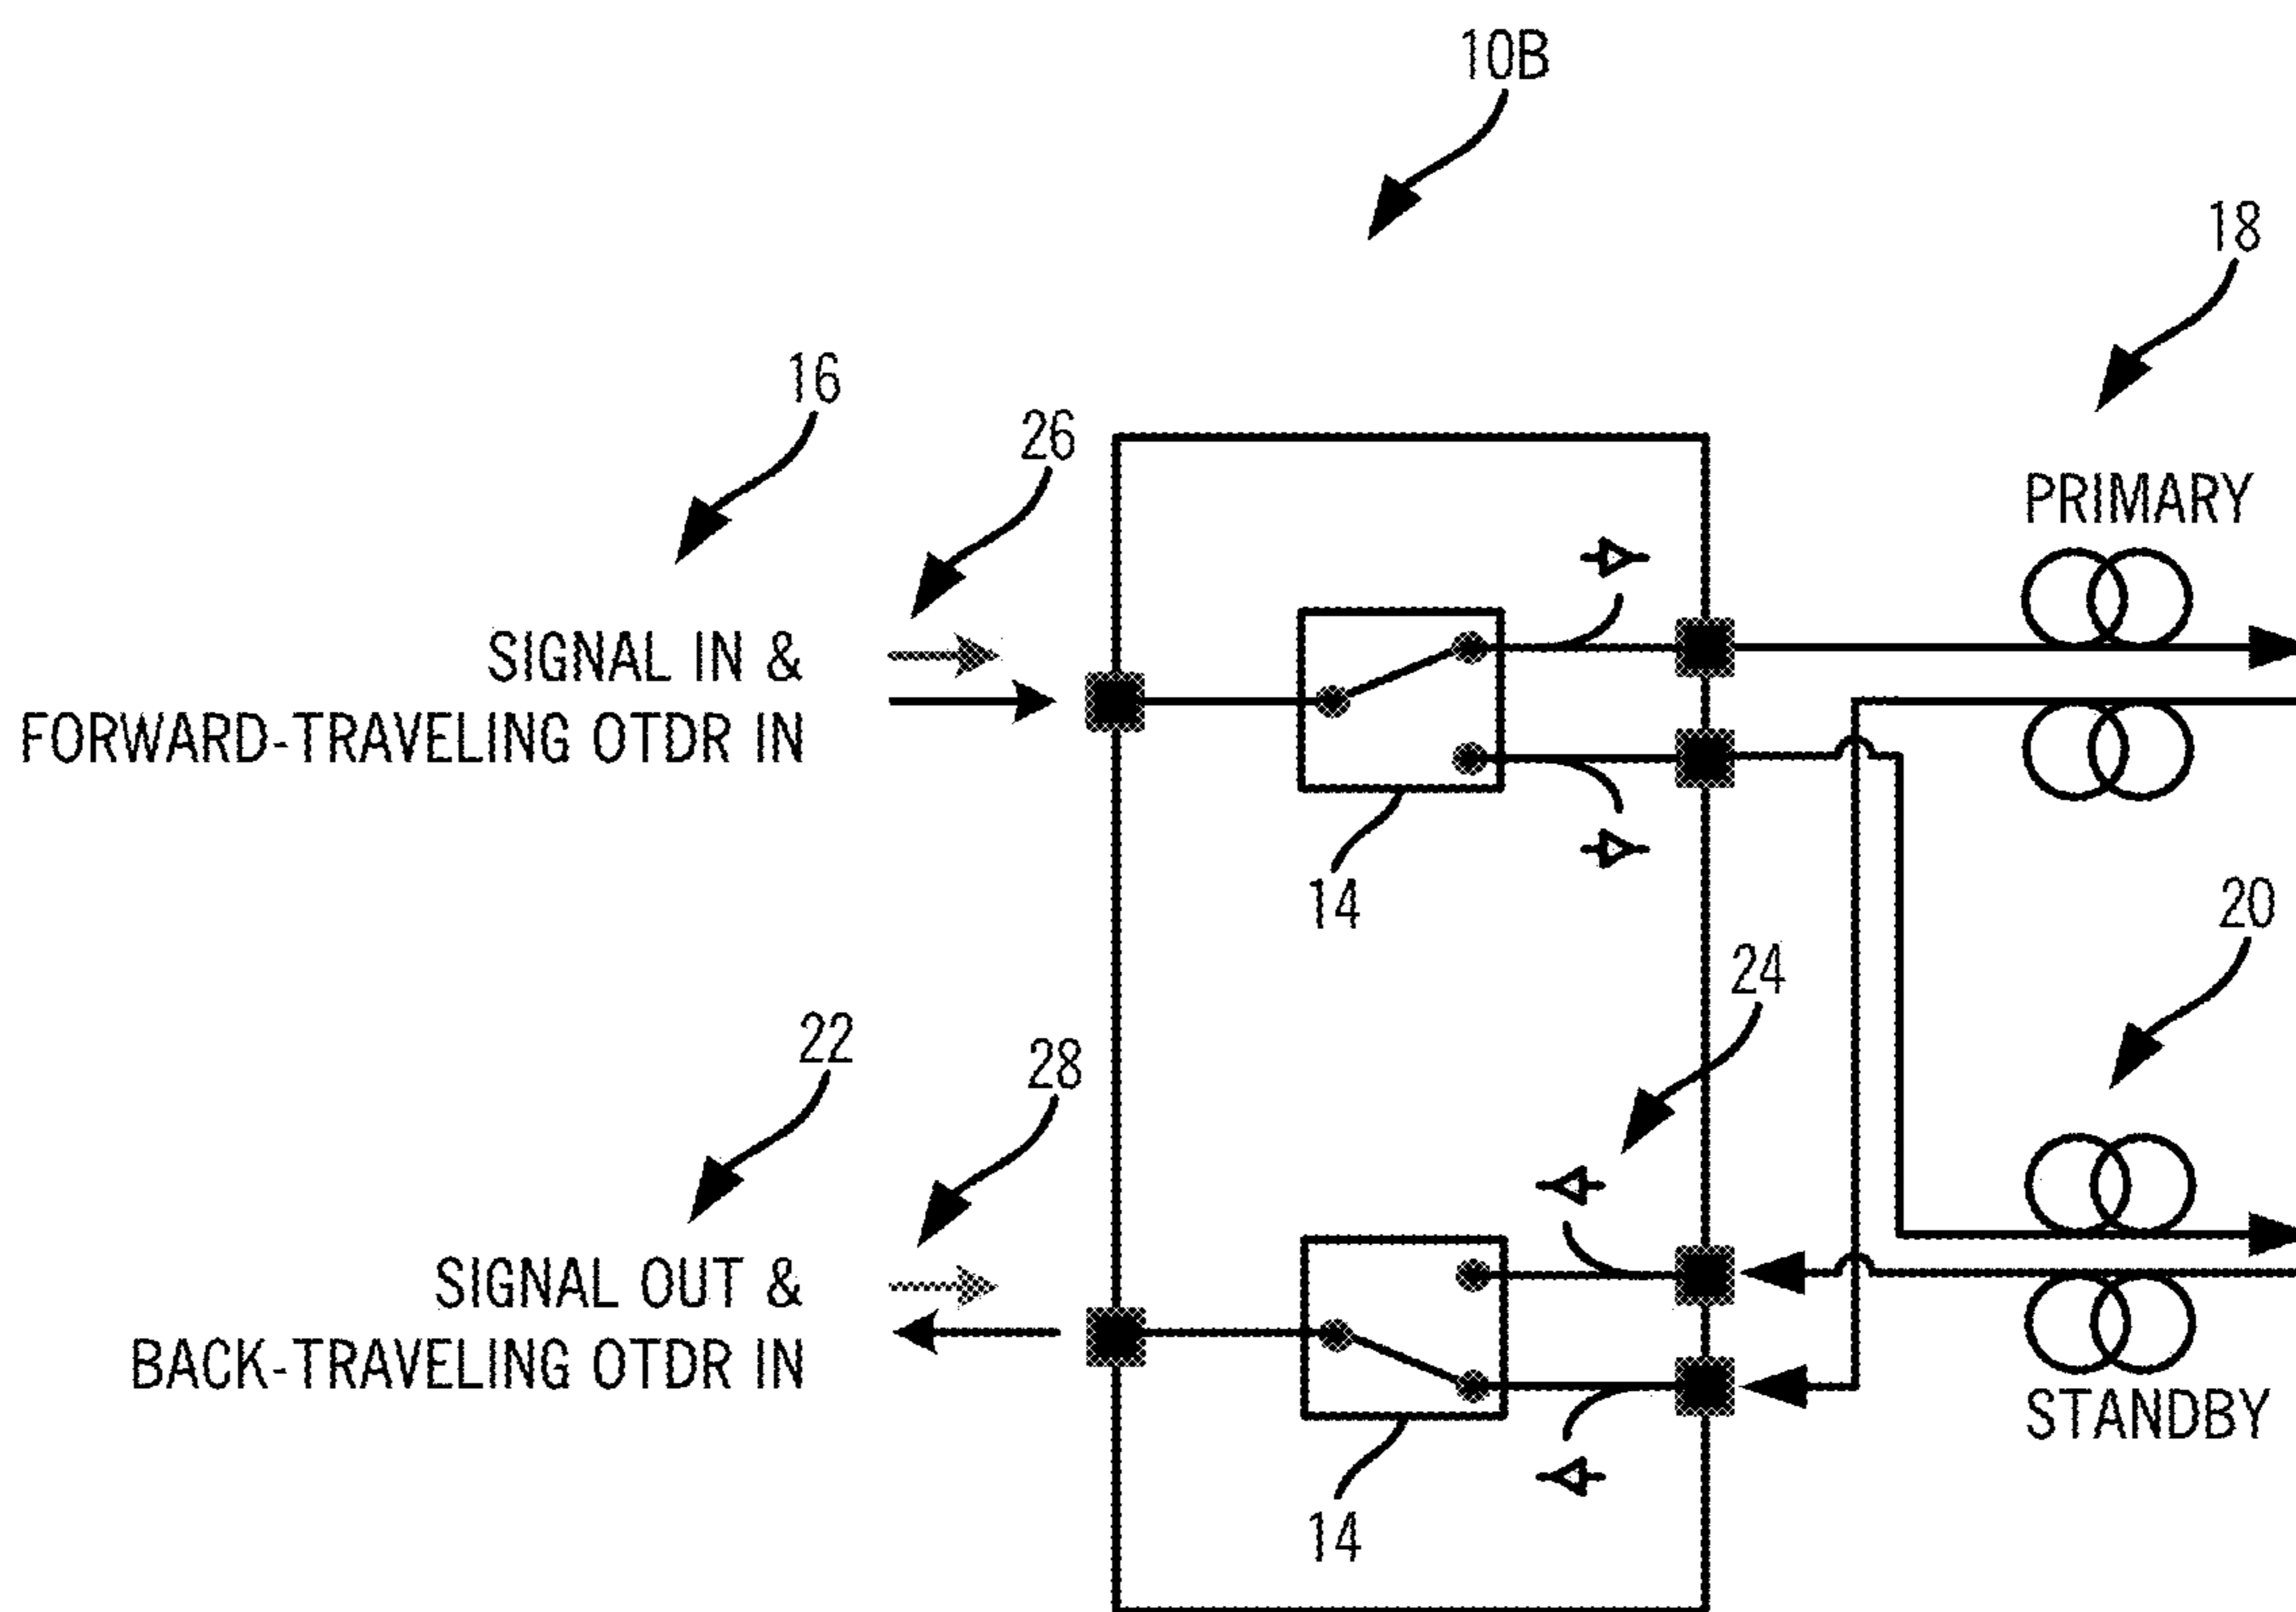 10B
18
16
26
PRIMARY
SIGNAL IN &
FORWARD-TRAVELING OTDR IN
14
20
24
22
28
SIGNAL OUT &
BACK-TRAVELING OTDR IN
STANDBY
14